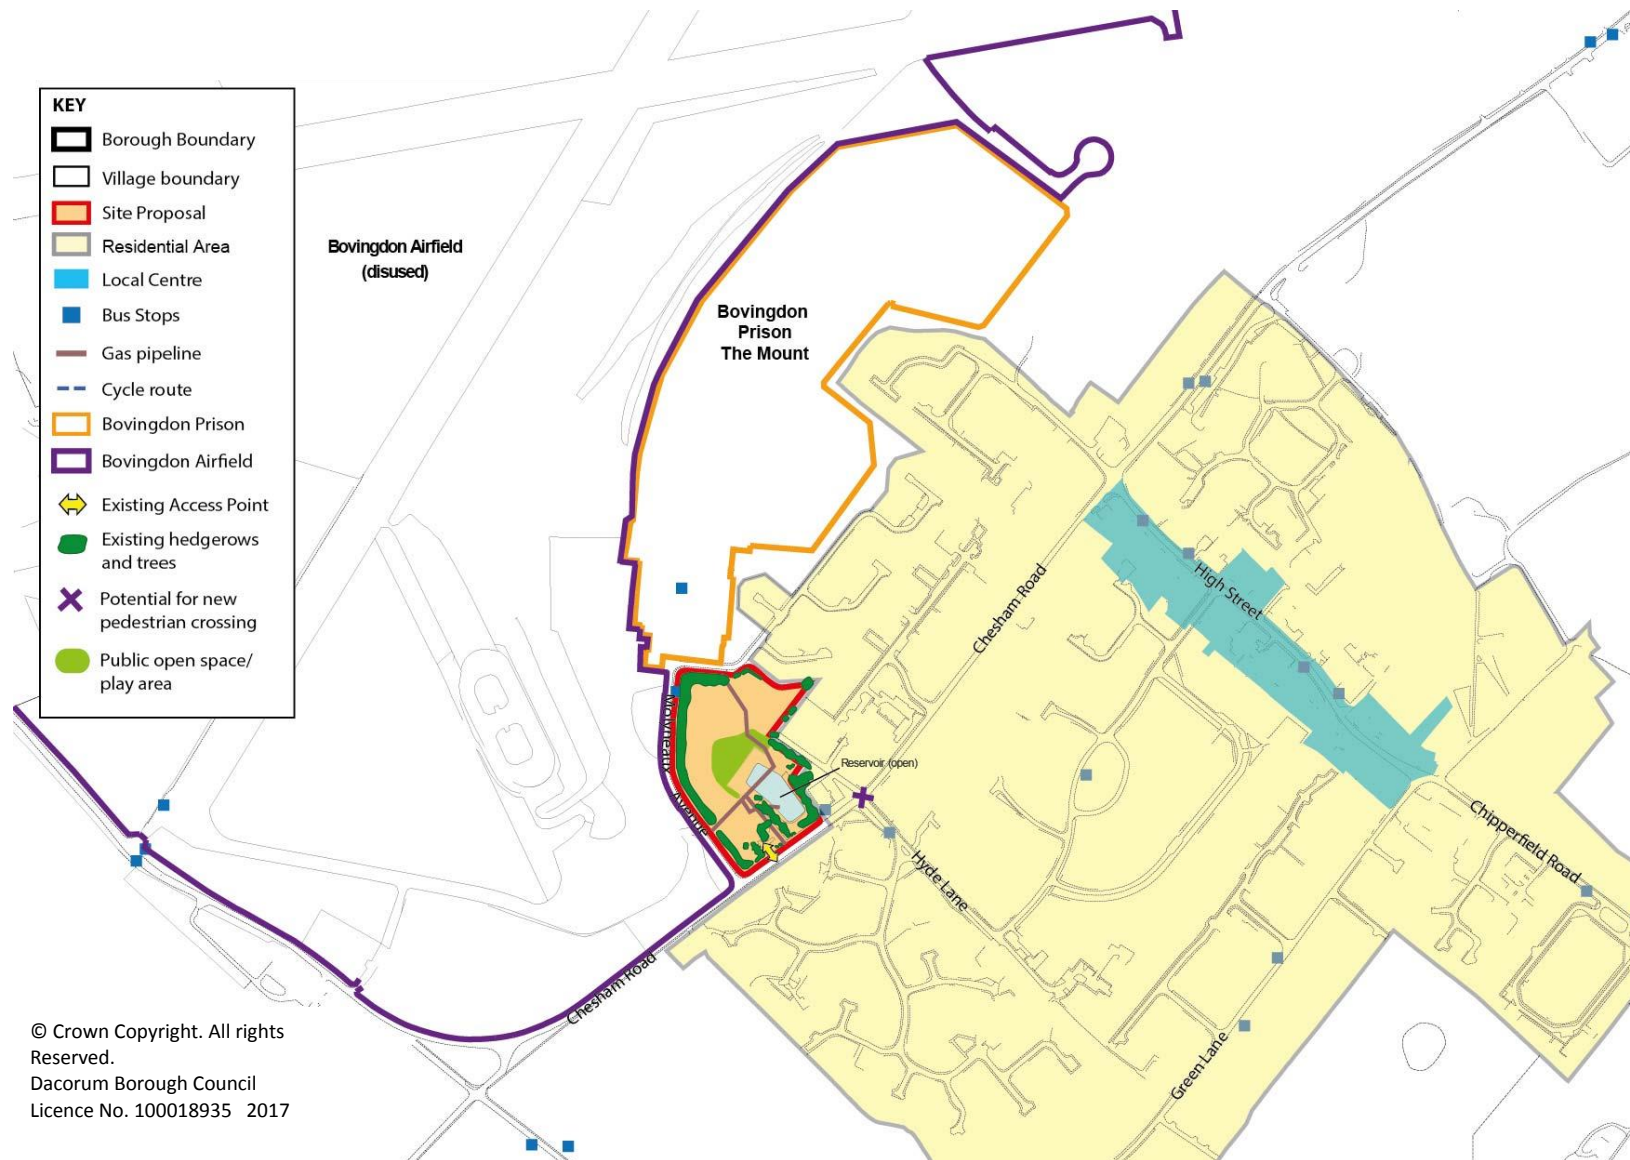 KEY
Borough Boundary
Village boundary
Site Proposal
Residential Area
Local Centre
Bus Stops
Gas pipeline
Cycle route
Bovingdon Prison
Bovingdon Airfield
Existing Access Point
Existing hedgerows
and trees
Potential for new
pedestrian crossing
Public open space/
play area
Bovingdon Airfield
(disused)
Bovingdon
Prison
The Mount
Chesham Road
High Street
Molyneaux
Avenue
Reservoir (open)
Hyde Lane
Chipperfield Road
Chesham Road
Green Lane
© Crown Copyright. All rights
Reserved.
Dacorum Borough Council
Licence No. 100018935 2017